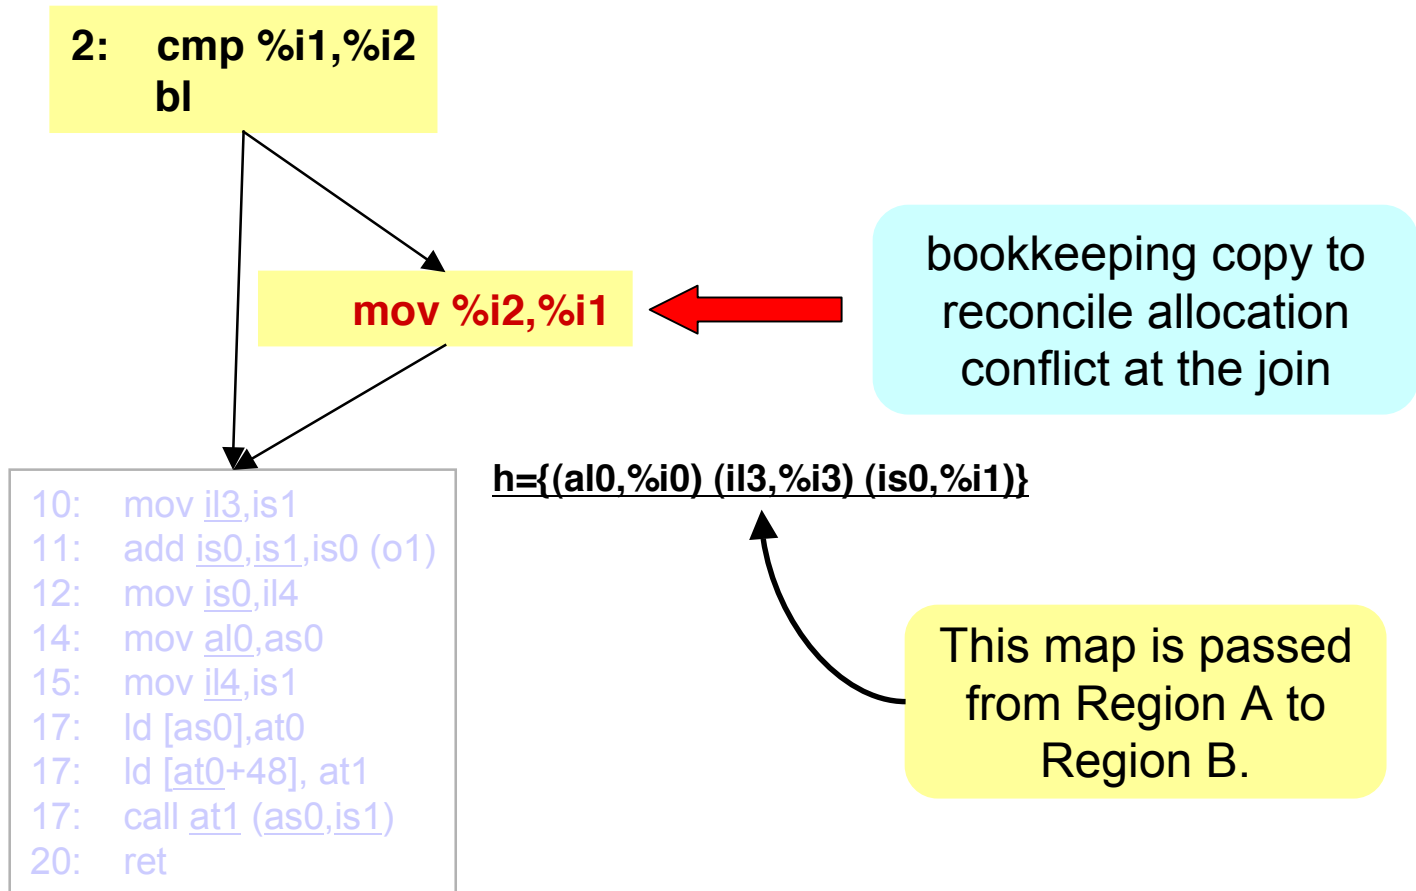 2: cmp %i1,%i2
bl
mov %i2,%i1
bookkeeping copy to
reconcile allocation
conflict at the join
h={(al0,%i0) (il3,%i3) (is0,%i1)}
10: mov il3,is1
11: add is0,is1,is0 (o1)
12: mov is0,il4
14: mov al0,as0
15: mov il4,is1
17: ld [as0],at0
17: ld [at0+48], at1
17: call at1 (as0,is1)
20: ret
This map is passed
from Region A to
Region B.